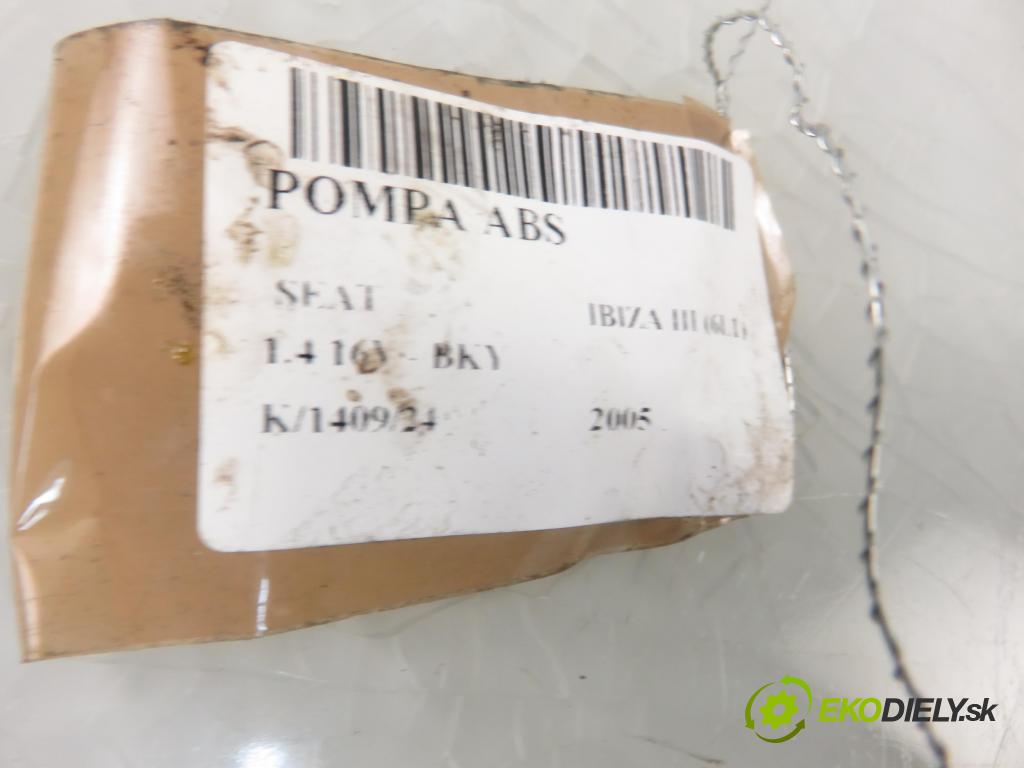 POMPA ABS
SEAT IBIZA III (6L1)
1.4 16V - BKY
K/1409/24 2005
EKODIELY.sk